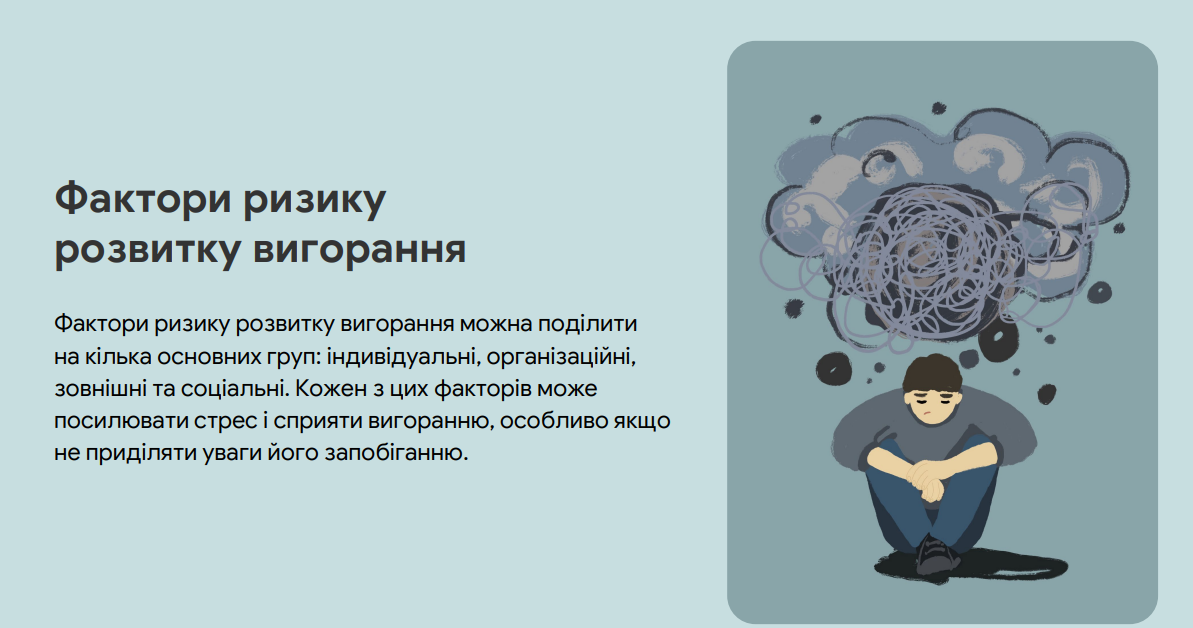 Фактори ризику
розвитку вигорання
Фактори ризику розвитку вигорання можна поділити
на кілька основних груп: індивідуальні, організаційні,
зовнішні та соціальні. Кожен з цих факторів може
посилювати стрес і сприяти вигоранню, особливо якщо
не приділяти уваги його запобіганню.